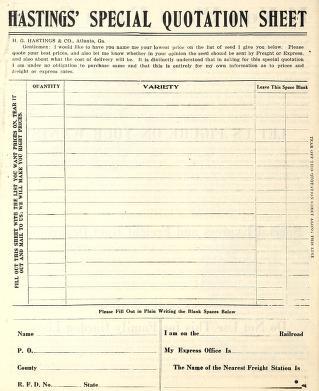 HASTINGS' SPECIAL QUOTATION SHEET
H. G. HASTINGS & CO., Atlanta, Ga.
Gentlemen: I would like to have you name me your lowest price on the list of seed I give you below. Please
quote your best prices, and also let me know whether in your opinion the seed should be sent by Freight or Express,
and also about what the cost of delivery will be. It is distinctly understood that in asking for this special quotation
I am under no obligation to purchase same and that this is entirely for my own information as to prices and
freight or express rates.
QUANTITY VARIETY Leave This Space Blank
FILL OUT THIS SHEET WITH THE LIST YOU WANT PRICES ON, TEAR IT
OUT AND MAIL TO US: WE WILL MAKE YOU RIGHT PRICES.
TEAR OFF THIS QUOTATION SHEET ALONG THIS LINE
Please Fill Out in Plain Writing the Blank Spaces Below
Name I am on the Railroad
P. O. My Express Office Is
County The Name of the Nearest Freight Station Is
R. F. D. No. State